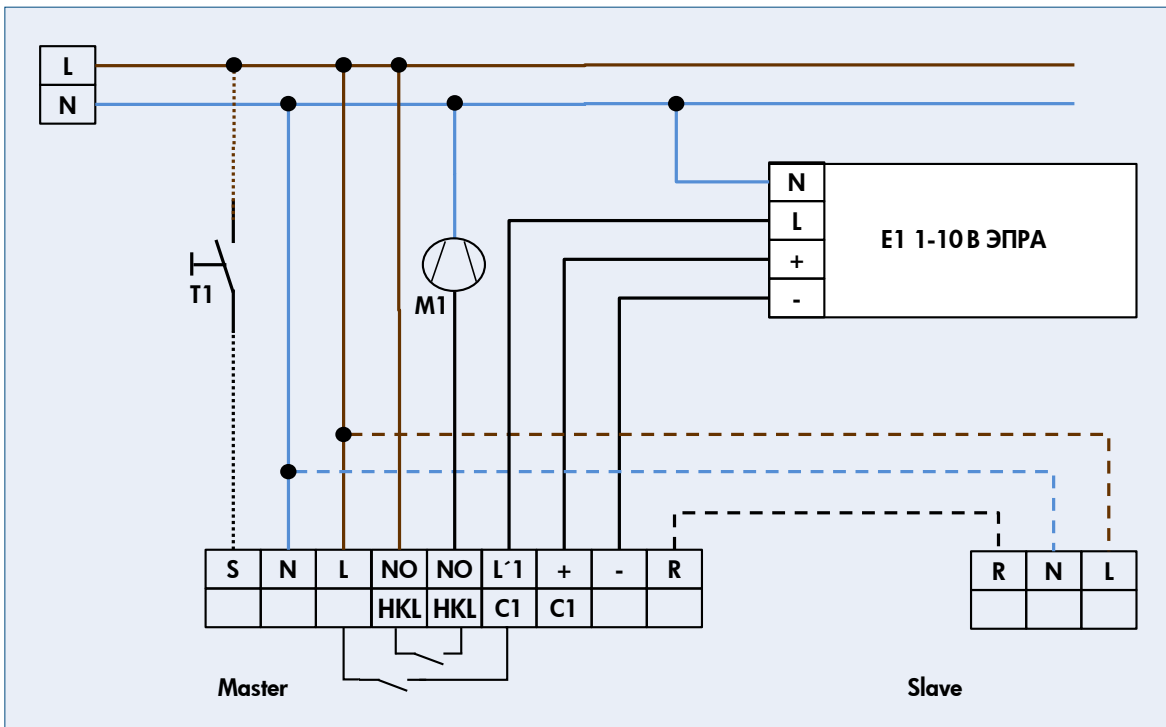 L
N
N
L
+
-
E1 1-10 В ЭПРА
T1
M1
S N L NO NO L´1 + - R
HKL HKL C1 C1
R N L
Master
Slave